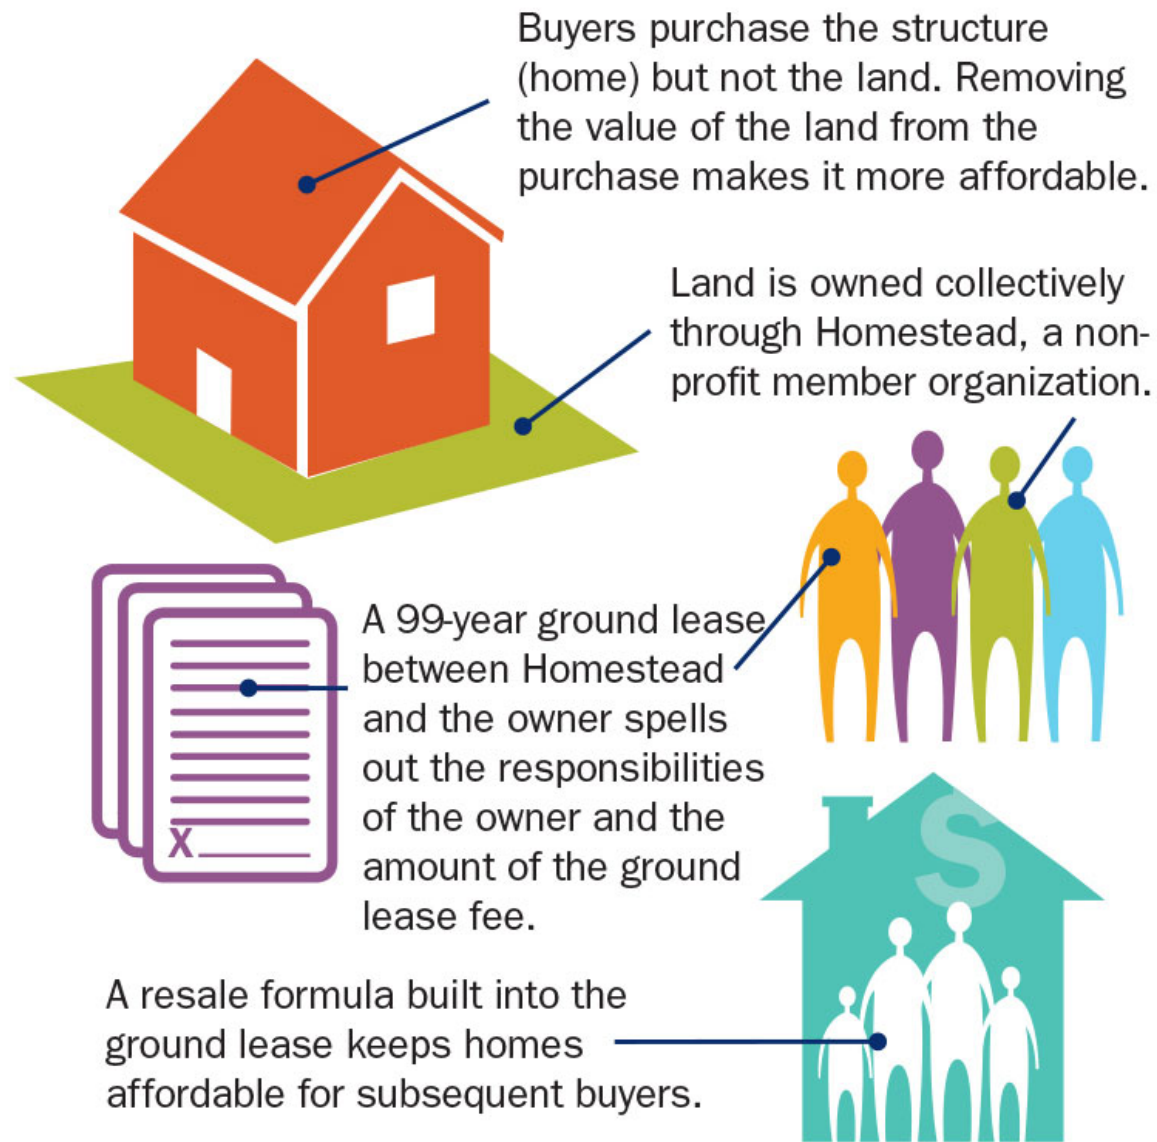 Buyers purchase the structure
(home) but not the land. Removing
the value of the land from the
purchase makes it more affordable.
Land is owned collectively
through Homestead, a non-
profit member organization.
A 99-year ground lease
between Homestead
and the owner spells
out the responsibilities
of the owner and the
amount of the ground
lease fee.
X
$
A resale formula built into the
ground lease keeps homes
affordable for subsequent buyers.